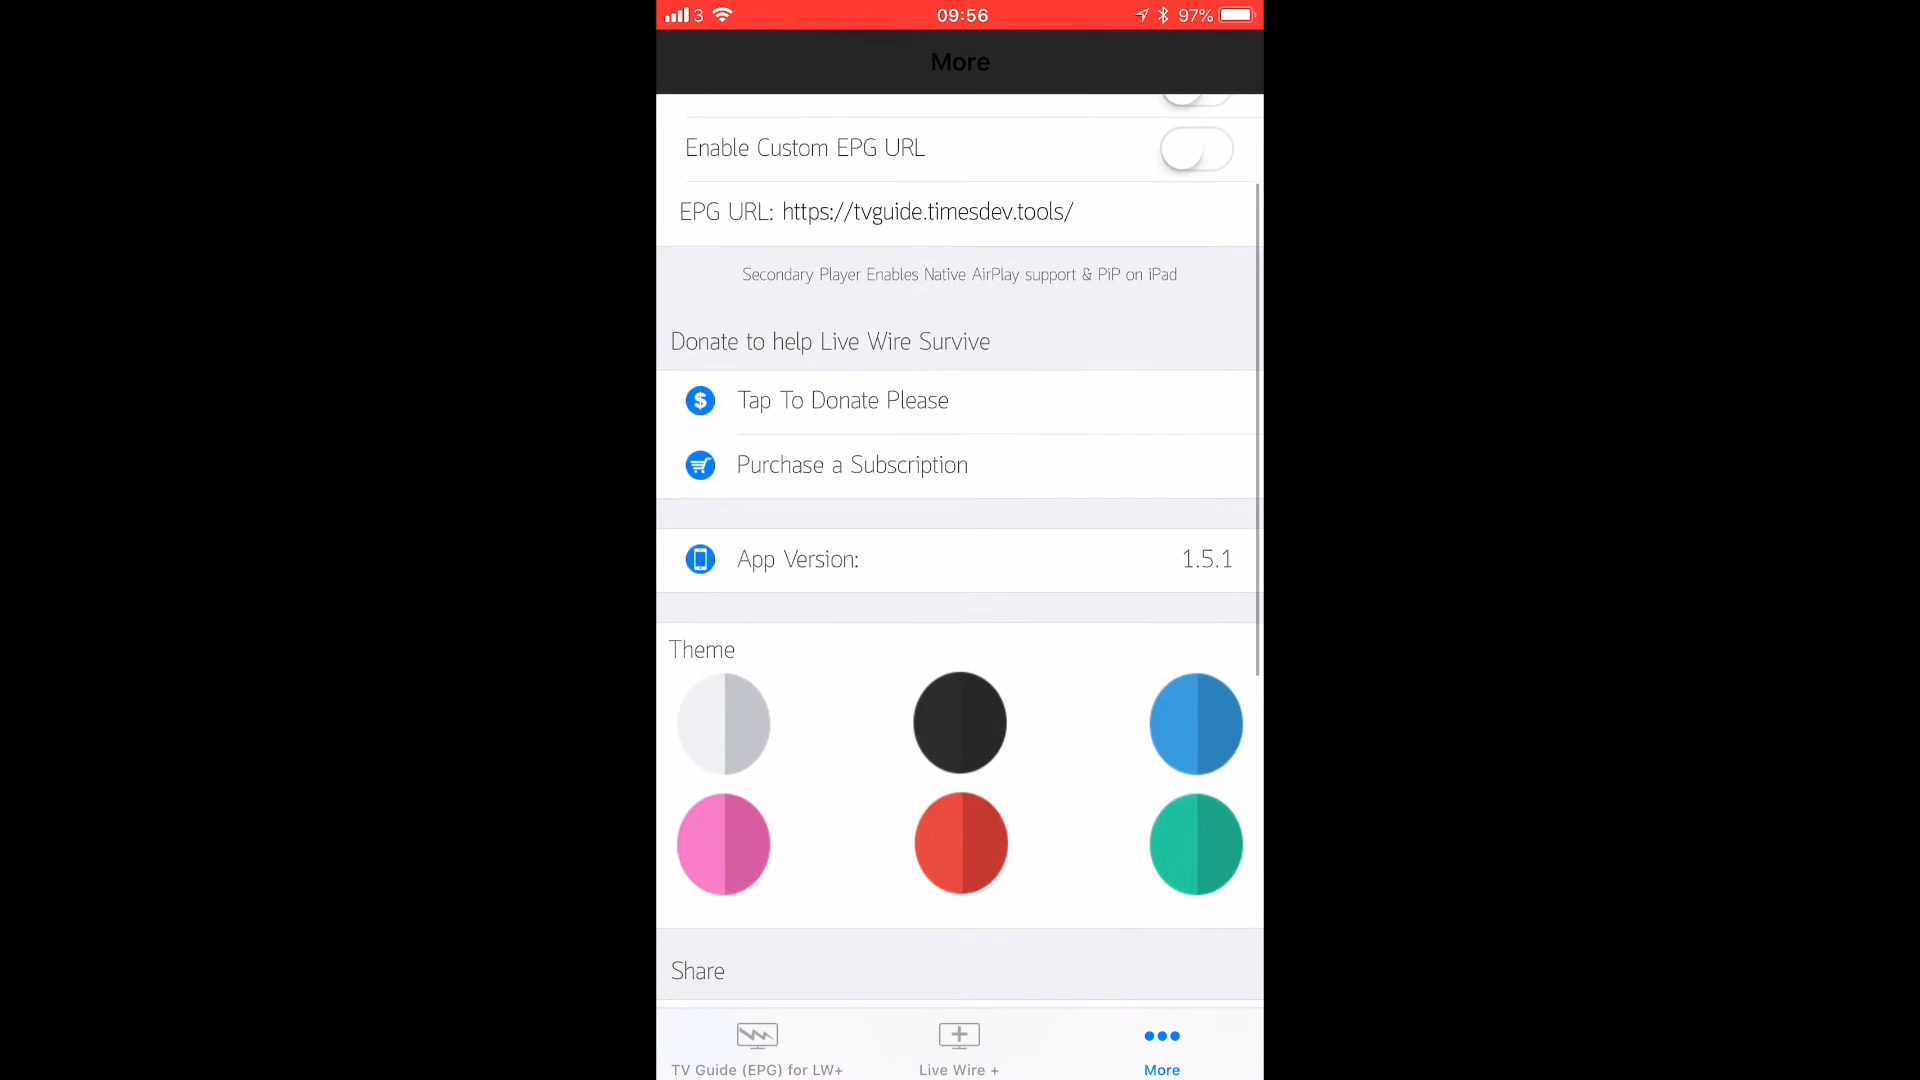 3 09:56 97%
More
Enable Custom EPG URL
EPG URL: https://tvguide.timesdev.tools/
Secondary Player Enables Native AirPlay support & PiP on iPad
Donate to help Live Wire Survive
$ Tap To Donate Please
Purchase a Subscription
App Version: 1.5.1
Theme
Share
TV Guide (EPG) for LW+ Live Wire + More